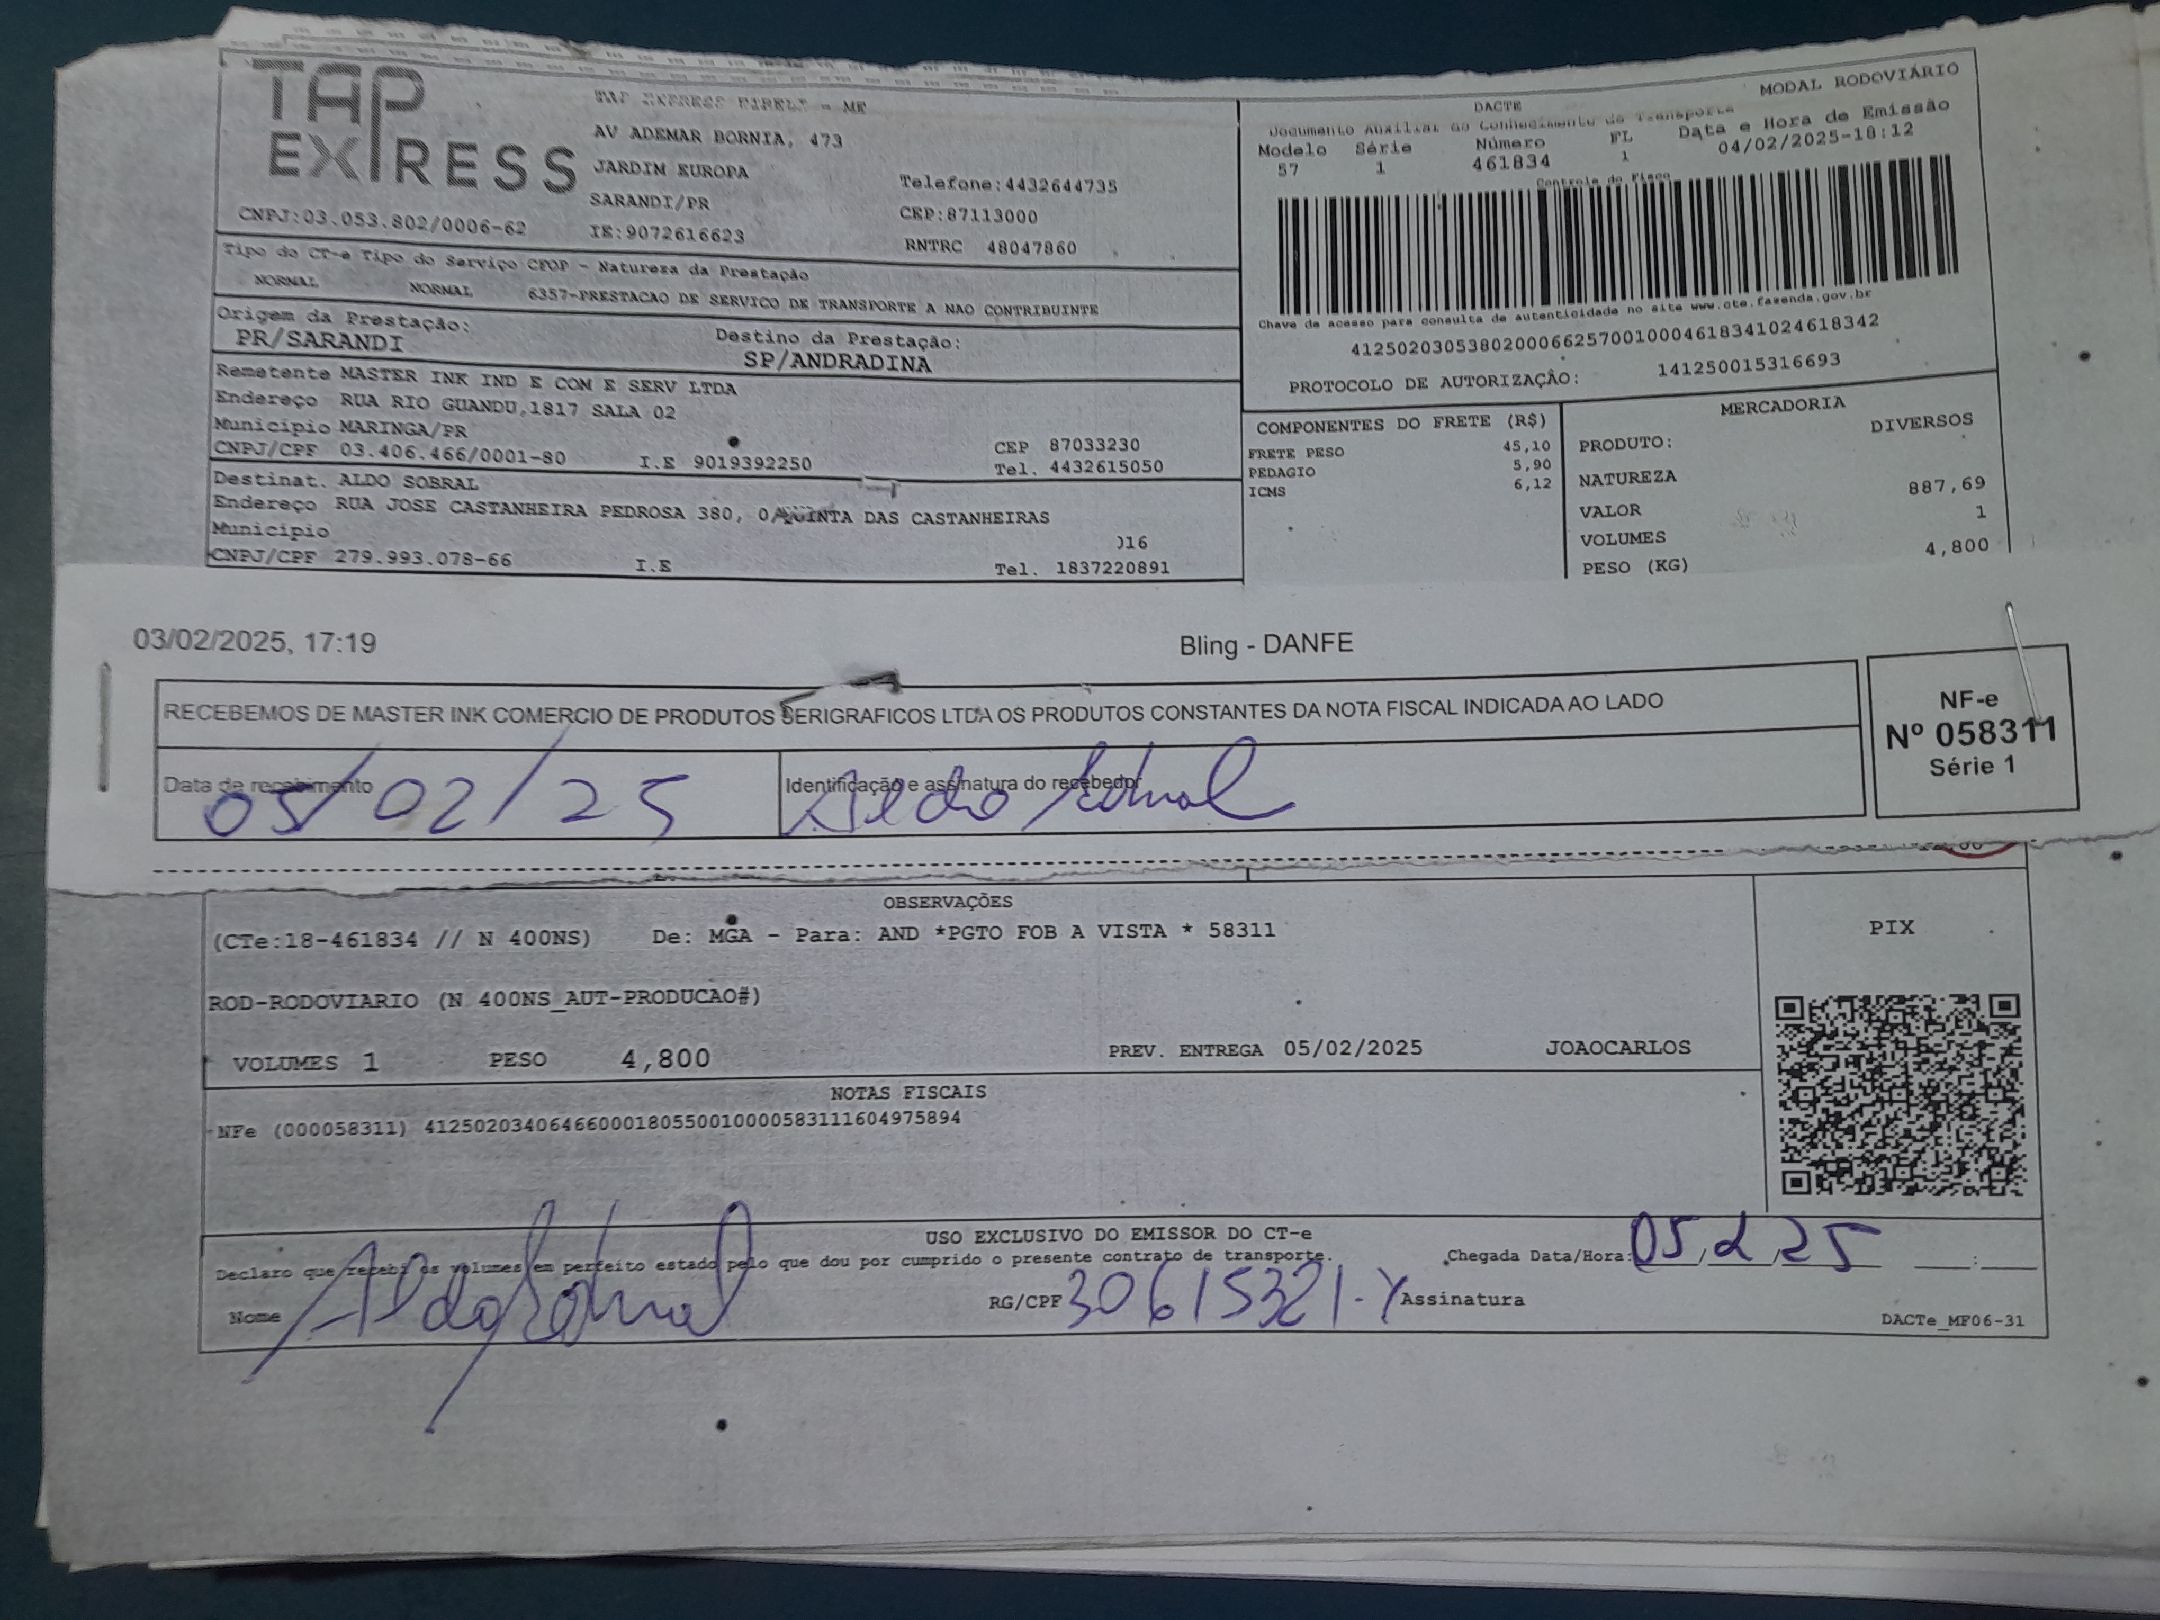 TAP EXPRESS
TAP EXPRESS EIRELI - ME
AV ADEMAR BORNIA, 473
JARDIM EUROPA
SARANDI/PR
Telefone:4432644735
CEP:87113000
CNPJ:03.053.802/0006-62
IE:9072616623
RNTRC 48047860
MODAL RODOVIÁRIO
DACTE
Documento Auxiliar do Conhecimento de Transporte
Modelo Série Número FL Data e Hora de Emissão
57 1 461834 1 04/02/2025-18:12
Controle do Fisco
Chave de acesso para consulta de autenticidade no site www.cte.fazenda.gov.br
41250203053802000662570010004618341024618342
PROTOCOLO DE AUTORIZAÇÃO: 141250015316693
Tipo do CT-e Tipo do Serviço CFOP - Natureza da Prestação
NORMAL NORMAL 6357-PRESTACAO DE SERVICO DE TRANSPORTE A NAO CONTRIBUINTE
Origem da Prestação: Destino da Prestação:
PR/SARANDI SP/ANDRADINA
Remetente MASTER INK IND E COM E SERV LTDA
Endereço RUA RIO GUANDU,1817 SALA 02
Município MARINGA/PR CEP 87033230
CNPJ/CPF 03.406.466/0001-80 I.E 9019392250 Tel. 4432615050
Destinat. ALDO SOBRAL
Endereço RUA JOSE CASTANHEIRA PEDROSA 380, 0, QUINTA DAS CASTANHEIRAS
Município 016
CNPJ/CPF 279.993.078-66 I.E Tel. 1837220891
COMPONENTES DO FRETE (R$)
FRETE PESO 45,10
PEDAGIO 5,90
ICMS 6,12
MERCADORIA
PRODUTO: DIVERSOS
NATUREZA
VALOR 887,69
VOLUMES 1
PESO (KG) 4,800
03/02/2025, 17:19 Bling - DANFE
RECEBEMOS DE MASTER INK COMERCIO DE PRODUTOS SERIGRAFICOS LTDA OS PRODUTOS CONSTANTES DA NOTA FISCAL INDICADA AO LADO
NF-e
Nº 058311
Série 1
Data de recebimento Identificação e assinatura do recebedor
05/02/25 Aldo Sobral
OBSERVAÇÕES
(CTe:18-461834 // N 400NS) De: MGA - Para: AND *PGTO FOB A VISTA * 58311
ROD-RODOVIARIO (N 400NS_AUT-PRODUCAO#)
VOLUMES 1 PESO 4,800 PREV. ENTREGA 05/02/2025 JOAOCARLOS
PIX
NOTAS FISCAIS
NFe (000058311) 41250203406466000180550010000583111604975894
USO EXCLUSIVO DO EMISSOR DO CT-e
Declaro que recebi os volumes em perfeito estado pelo que dou por cumprido o presente contrato de transporte. Chegada Data/Hora: 05/2/25 __:__
Nome Aldo Sobral RG/CPF 30615321-Y Assinatura
DACTe_MF06-31